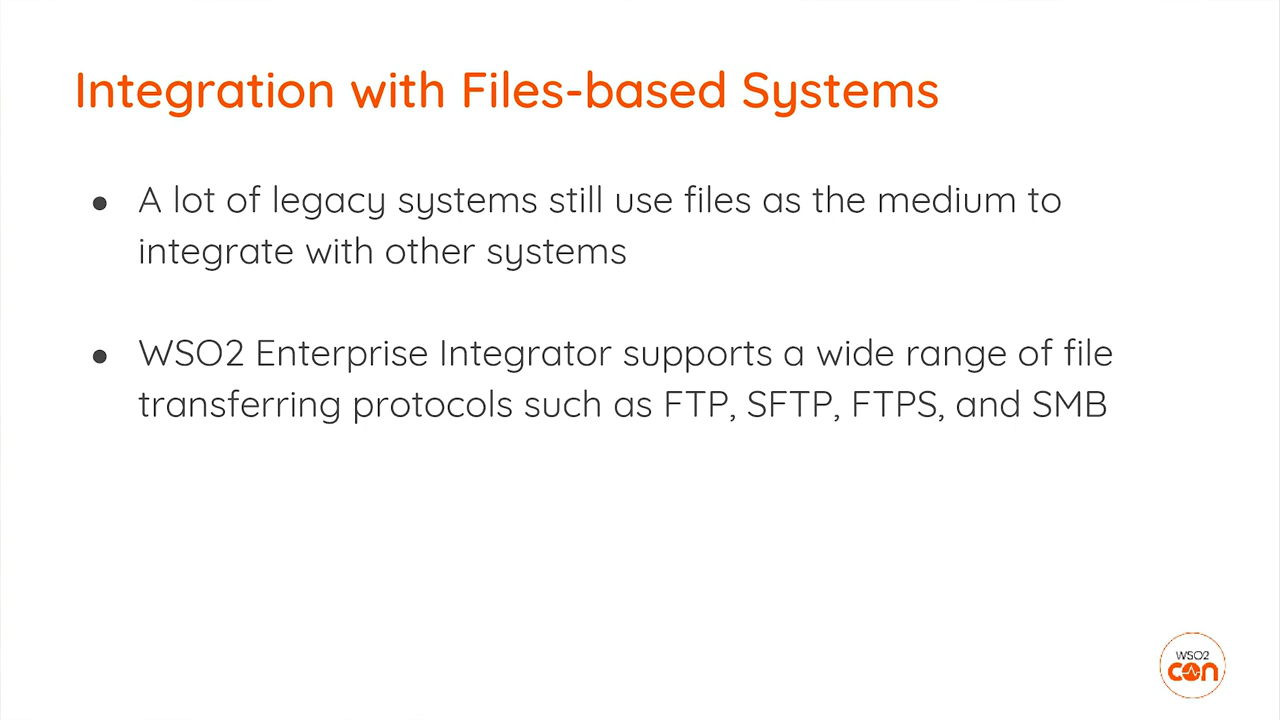 Integration with Files-based Systems
● A lot of legacy systems still use files as the medium to
integrate with other systems
● WSO2 Enterprise Integrator supports a wide range of file
transferring protocols such as FTP, SFTP, FTPS, and SMB
WSO2
con